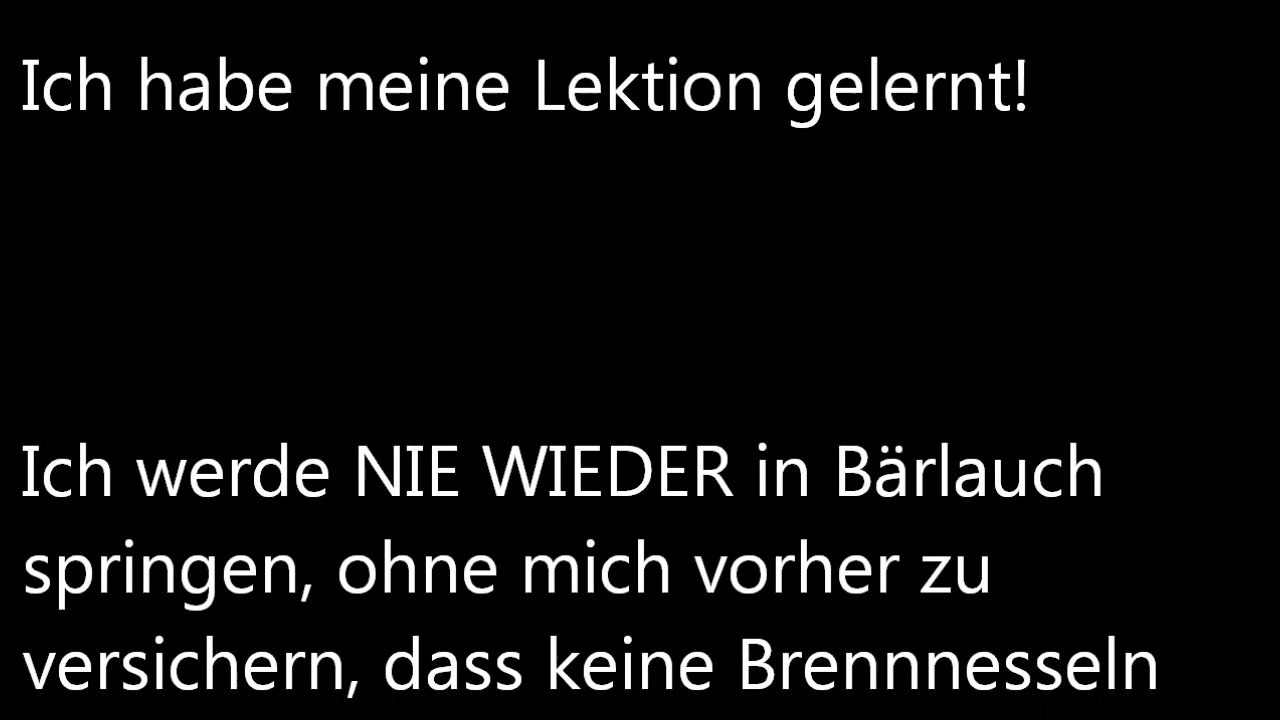 Ich habe meine Lektion gelernt!
Ich werde NIE WIEDER in Bärlauch
springen, ohne mich vorher zu
versichern, dass keine Brennnesseln